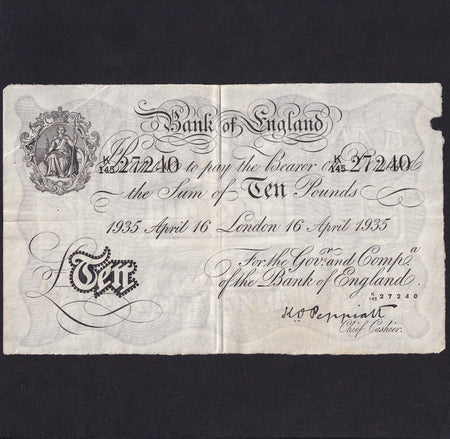 Bank of England
K/145 27240 to pay the Bearer on Demand K/145 27240
the Sum of Ten Pounds
1935 April 16 London 16 April 1935
For the Govr. and Compa.
of the Bank of England.
£Ten
K/145 27240
K.O Peppiatt
Chief Cashier.